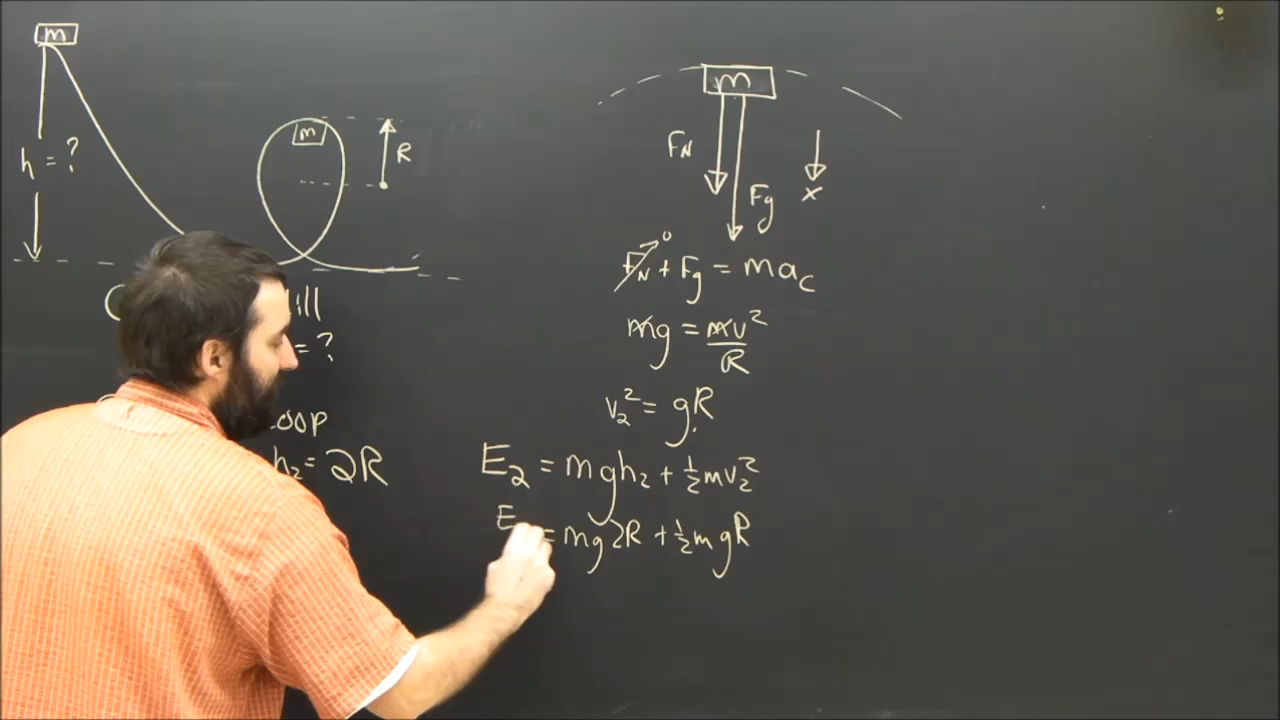 m
h = ?
m
R
ill
= ?
oop
h₂ = 2R
m
F_N
F_g
x
F_N⁰ + F_g = ma_c
mg = mv²/R
v₂² = gR
E₂ = mgh₂ + ½mv₂²
E = mg2R + ½mgR